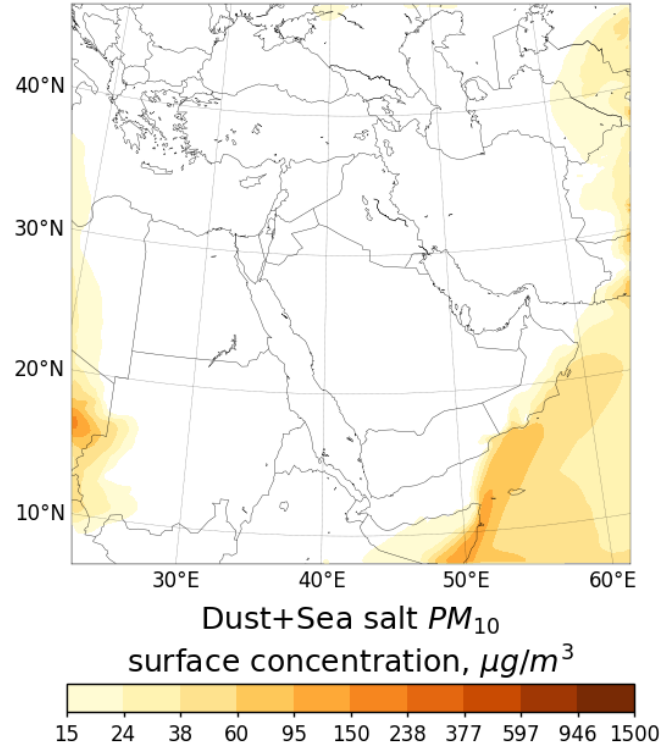 40°N
30°N
20°N
10°N
30°E 40°E 50°E 60°E
Dust+Sea salt PM₁₀
surface concentration, μg/m³
15 24 38 60 95 150 238 377 597 946 1500